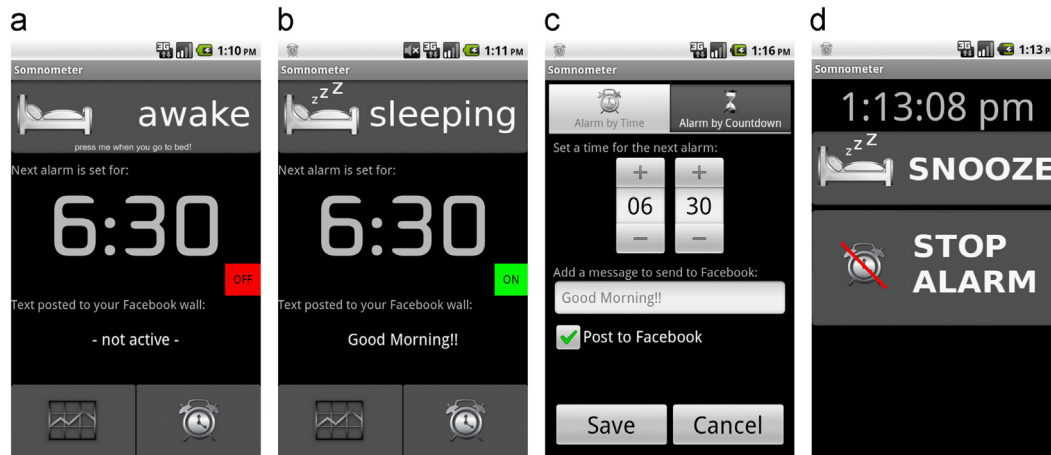 a
3G 1:10 PM
Somnometer
awake
press me when you go to bed!
Next alarm is set for:
6:30
OFF
Text posted to your Facebook wall:
- not active -
b
3G 1:11 PM
Somnometer
z z Z
sleeping
Next alarm is set for:
6:30
ON
Text posted to your Facebook wall:
Good Morning!!
c
3G 1:16 PM
Somnometer
Alarm by Time
Alarm by Countdown
Set a time for the next alarm:
+ +
06 30
− −
Add a message to send to Facebook:
Good Morning!!
Post to Facebook
Save Cancel
d
3G 1:13 P
Somnometer
1:13:08 pm
z z Z
SNOOZE
STOP
ALARM